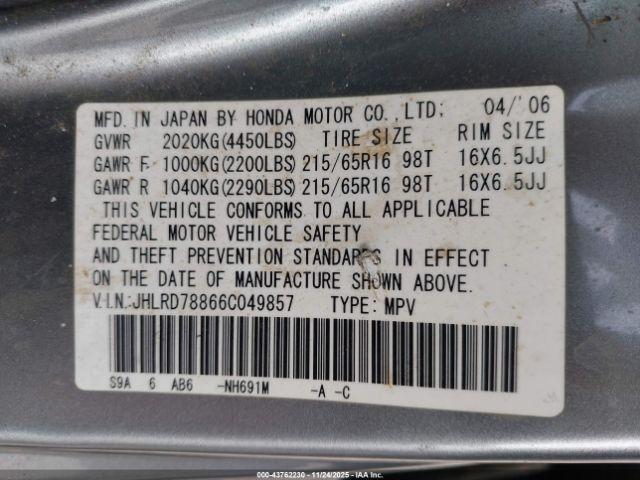 MFD. IN JAPAN BY HONDA MOTOR CO.,LTD; 04/'06
GVWR 2020KG(4450LBS) TIRE SIZE RIM SIZE
GAWR F 1000KG(2200LBS) 215/65R16 98T 16X6.5JJ
GAWR R 1040KG(2290LBS) 215/65R16 98T 16X6.5JJ
THIS VEHICLE CONFORMS TO ALL APPLICABLE
FEDERAL MOTOR VEHICLE SAFETY
AND THEFT PREVENTION STANDARDS IN EFFECT
ON THE DATE OF MANUFACTURE SHOWN ABOVE.
V.I.N.:JHLRD78866C049857 TYPE: MPV
S9A 6 AB6 -NH691M -A -C
© 43762230 - 11/24/2025 - IAA Holdings, LLC